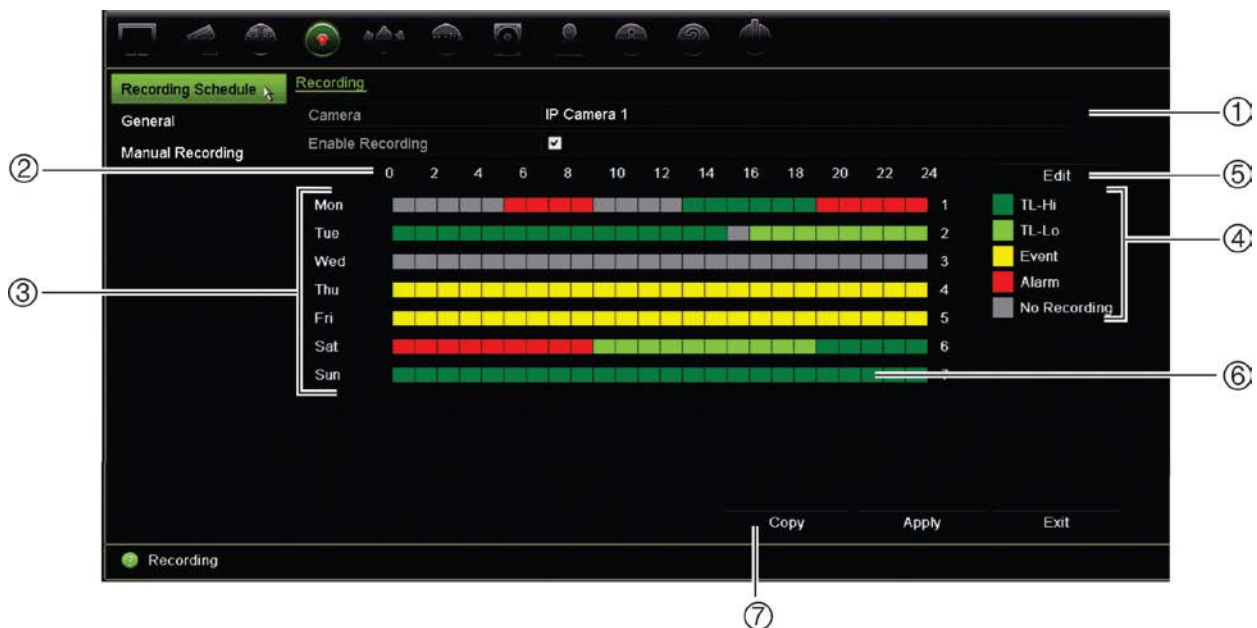 Recording Schedule
Recording
Camera IP Camera 1 ①
General
Enable Recording
Manual Recording
② 0 2 4 6 8 10 12 14 16 18 20 22 24 Edit ⑤
Mon 1 TL-Hi
Tue 2 TL-Lo ④
Wed 3 Event
③ Thu 4 Alarm
Fri 5 No Recording
Sat 6
Sun 7 ⑥
Copy Apply Exit
Recording
⑦